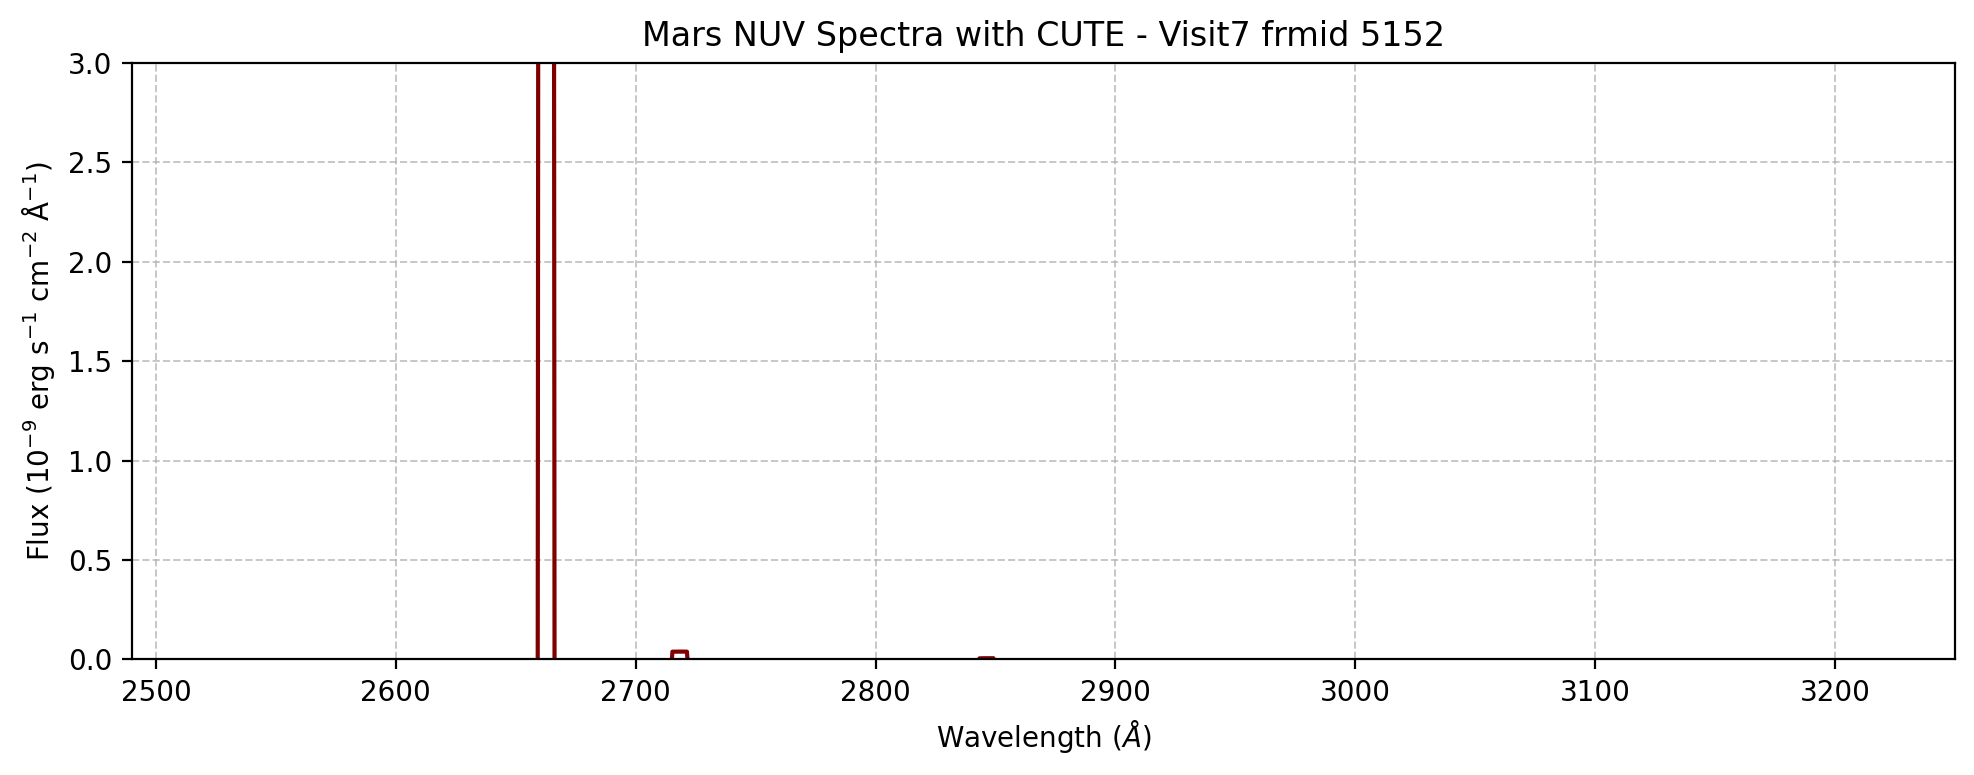 Mars NUV Spectra with CUTE - Visit7 frmid 5152
3.0
2.5
2.0
1.5
1.0
0.5
0.0
Flux (10⁻⁹ erg s⁻¹ cm⁻² Å⁻¹)
2500 2600 2700 2800 2900 3000 3100 3200
Wavelength (Å)